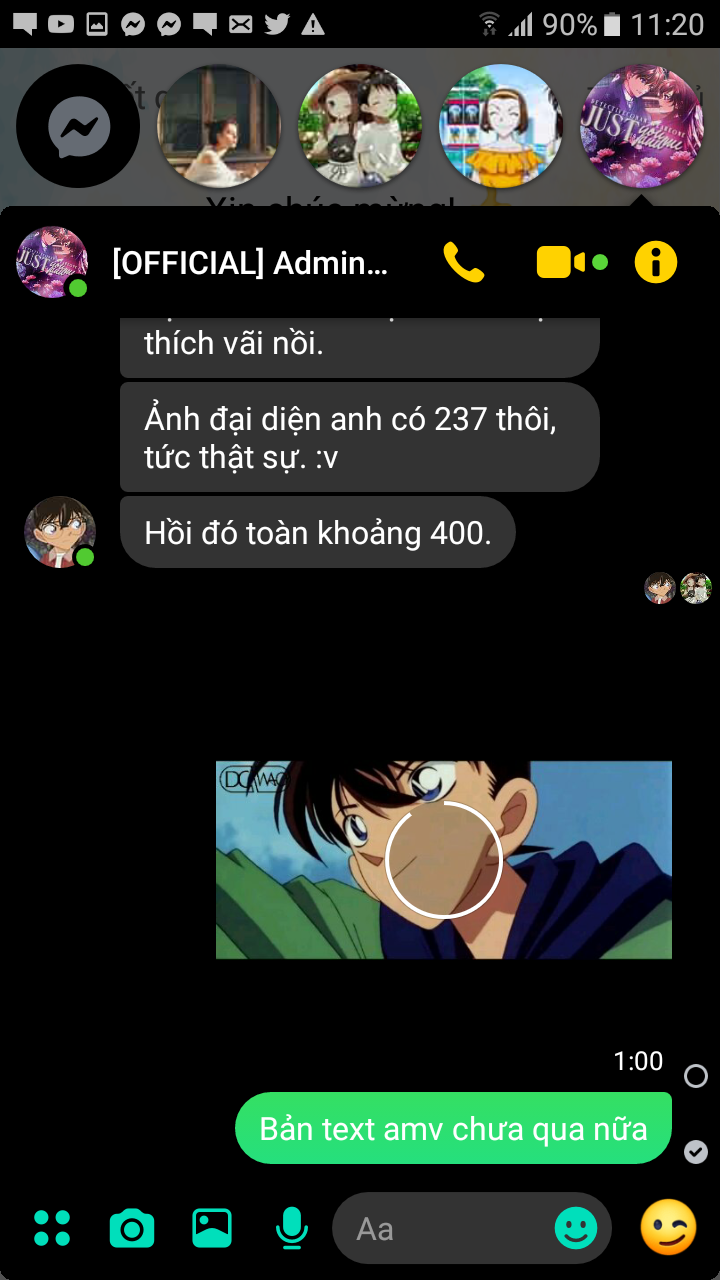 90% 11:20
Xin chúc mừng!
[OFFICIAL] Admin...
thích vãi nồi.
Ảnh đại diện anh có 237 thôi,
tức thật sự. :v
Hồi đó toàn khoảng 400.
1:00
Bản text amv chưa qua nữa
Aa